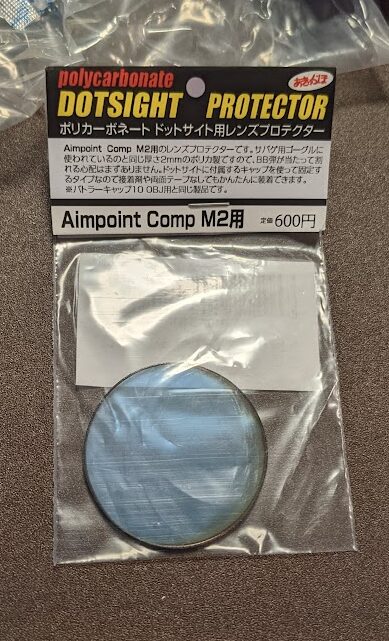 polycarbonate
あきゅらぼ
DOTSIGHT PROTECTOR
ポリカーボネート ドットサイト用レンズプロテクター
Aimpoint Comp M2用のレンズプロテクターです。サバゲ用ゴーグルに
使われているのと同じ厚さ2mmのポリカ製ですので、BB弾が当たって割
れる心配はまずありません。ドットサイトに付属するキャップを使って固定す
るタイプなので接着剤や両面テープなしでもかんたんに装着できます。
※バトラーキャップ10 OBJ用と同じ製品です。
Aimpoint Comp M2用
定価 600円